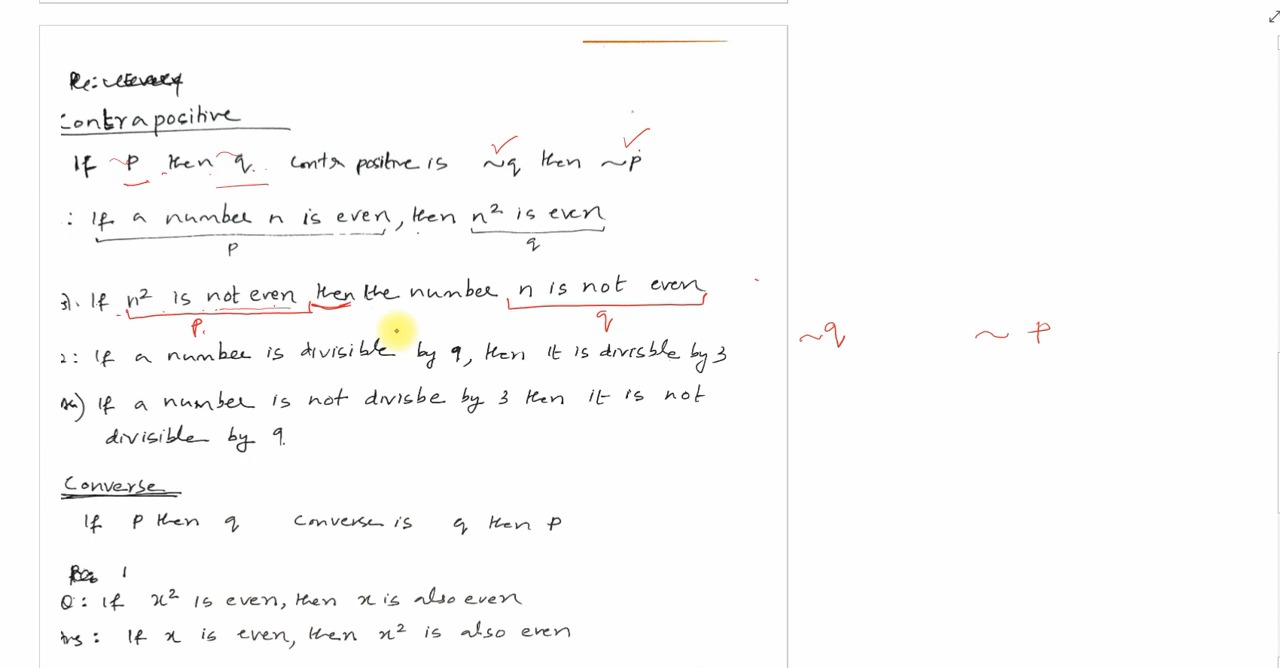 Contrapositive
If ~p then ~q. Contra positive is ~q then ~p
: If a number n is even, then n² is even
p q
If n² is not even then the number n is not even
p. q
~q ~ p
2: If a number is divisible by 9, then it is divisble by 3
If a number is not divisbe by 3 then it is not
divisible by 9.
Converse
If p then q Converse is q then p
1
Q: If x² is even, then x is also even
ns: If x is even, then x² is also even